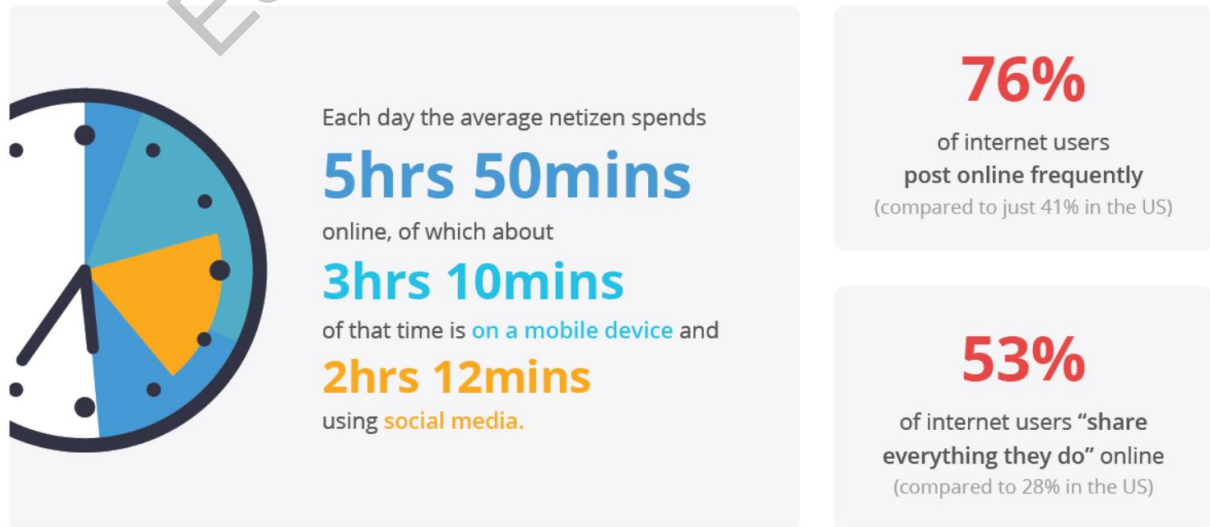 Each day the average netizen spends
5hrs 50mins
online, of which about
3hrs 10mins
of that time is on a mobile device and
2hrs 12mins
using social media.
76%
of internet users
post online frequently
(compared to just 41% in the US)
53%
of internet users “share
everything they do” online
(compared to 28% in the US)